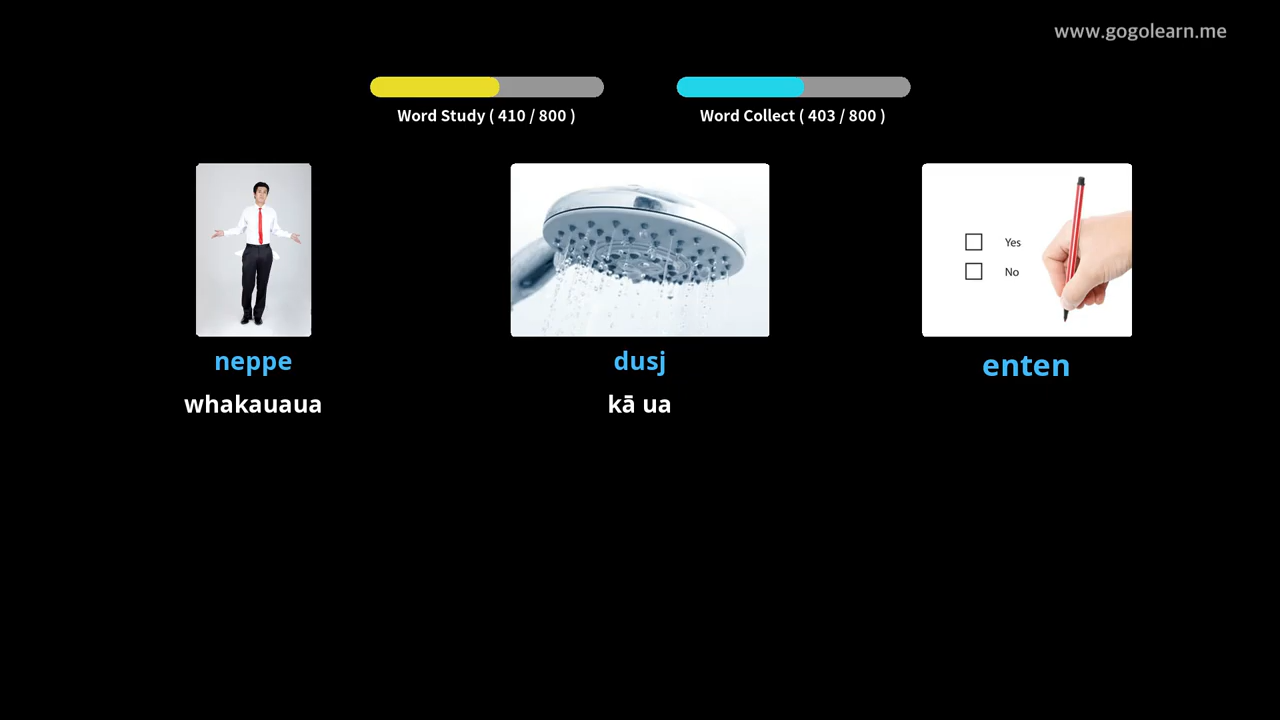 www.gogolearn.me
Word Study ( 410 / 800 )
Word Collect ( 403 / 800 )
Yes
No
neppe
dusj
enten
whakauaua
kā ua